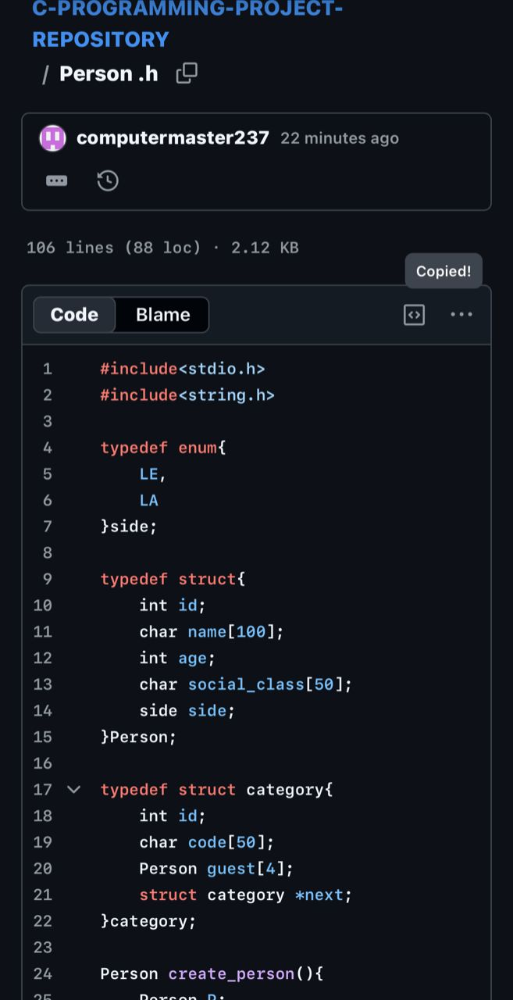 C-PROGRAMMING-PROJECT-
REPOSITORY
/ Person .h
computermaster237 22 minutes ago
106 lines (88 loc) · 2.12 KB
Copied!
Code Blame
1 #include<stdio.h>
2 #include<string.h>
3
4 typedef enum{
5     LE,
6     LA
7 }side;
8
9 typedef struct{
10     int id;
11     char name[100];
12     int age;
13     char social_class[50];
14     side side;
15 }Person;
16
17 typedef struct category{
18     int id;
19     char code[50];
20     Person guest[4];
21     struct category *next;
22 }category;
23
24 Person create_person(){
25     Person P;